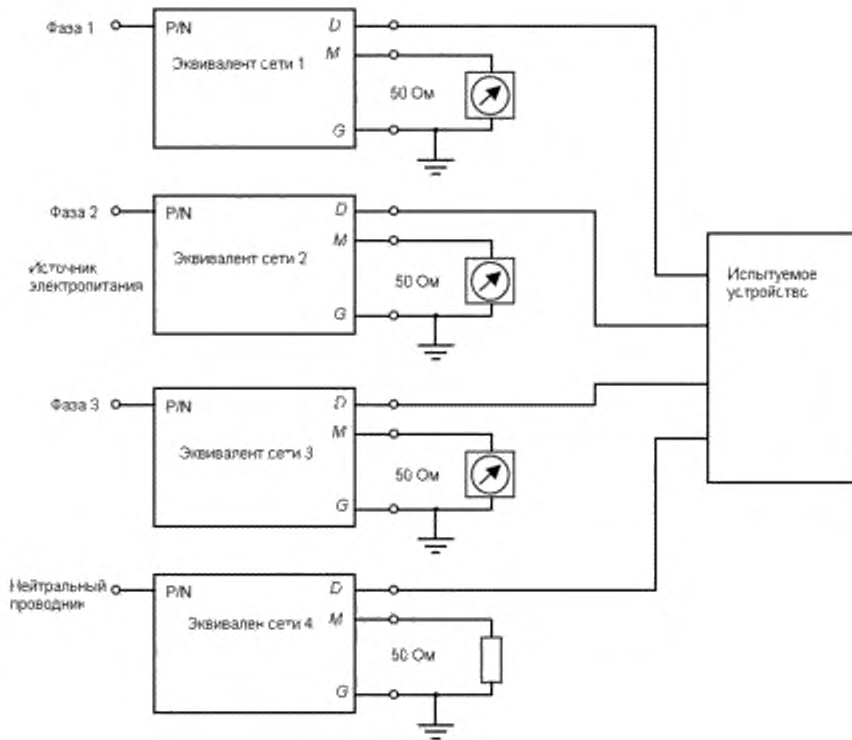 Фаза 1
P/N
D
Эквивалент сети 1
M
50 Ом
G
Фаза 2
P/N
D
Эквивалент сети 2
M
Источник
электропитания
50 Ом
G
Испытуемое
устройство
Фаза 3
P/N
D
M
Эквивалент сети 3
50 Ом
G
Нейтральный
проводник
P/N
D
Эквивален сети 4
M
50 Ом
G